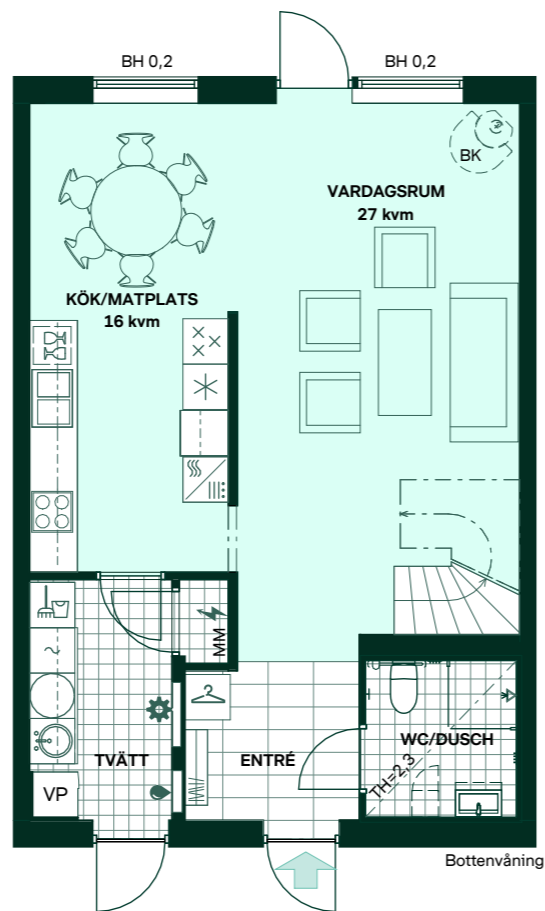 BH 0,2
BH 0,2
BK
VARDAGSRUM
27 kvm
KÖK/MATPLATS
16 kvm
MM
2
WC/DUSCH
TVÄTT
ENTRÉ
TH=2,3
VP
Bottenvåning